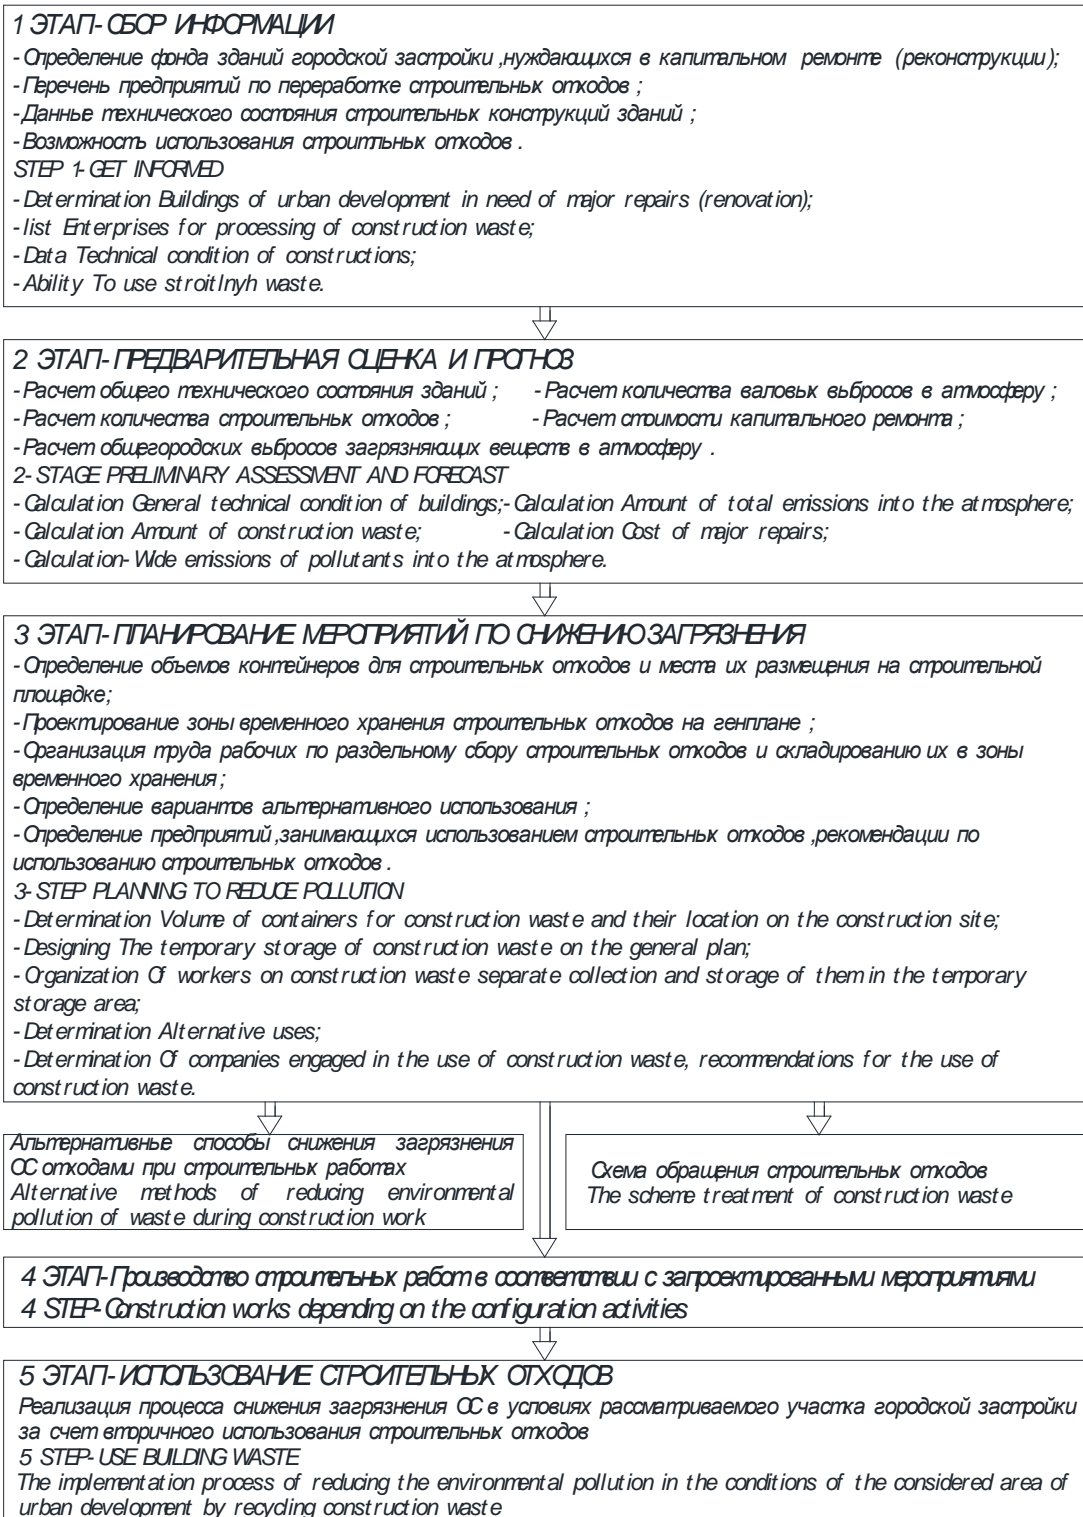 1 ЭТАП- СБОР ИНФОРМАЦИИ
- Определение фонда зданий городской застройки ,нуждающихся в капитальном ремонте (реконструкции);
- Перечень предприятий по переработке строительных отходов ;
- Данные технического состояния строительных конструкций зданий ;
- Возможность использования строитльных отходов .
STEP 1- GET INFORMED
- Determination Buildings of urban development in need of major repairs (renovation);
- list Enterprises for processing of construction waste;
- Data Technical condition of constructions;
- Ability To use stroitlnyh waste.
2 ЭТАП- ПРЕДВАРИТЕЛЬНАЯ ОЦЕНКА И ПРОГНОЗ
- Расчет общего технического состояния зданий ; - Расчет количества валовых выбросов в атмосферу ;
- Расчет количества строительных отходов ; - Расчет стоимости капитального ремонта ;
- Расчет общегородских выбросов загрязняющих веществ в атмосферу .
2- STAGE PRELIMINARY ASSESSMENT AND FORECAST
- Calculation General technical condition of buildings;- Calculation Amount of total emissions into the atmosphere;
- Calculation Amount of construction waste; - Calculation Cost of major repairs;
- Calculation- Wide emissions of pollutants into the atmosphere.
3 ЭТАП- ПЛАНИРОВАНИЕ МЕРОПРИЯТИЙ ПО СНИЖЕНИЮ ЗАГРЯЗНЕНИЯ
- Определение объемов контейнеров для строительных отходов и места их размещения на строительной
площадке;
- Проектирование зоны временного хранения строительных отходов на генплане ;
- Организация труда рабочих по раздельному сбору строительных отходов и складированию их в зоны
временного хранения ;
- Определение вариантов альтернативного использования ;
- Определение предприятий ,занимающихся использованием строительных отходов ,рекомендации по
использованию строительных отходов .
3- STEP PLANNING TO REDUCE POLLUTION
- Determination Volume of containers for construction waste and their location on the construction site;
- Designing The temporary storage of construction waste on the general plan;
- Organization Of workers on construction waste separate collection and storage of them in the temporary
storage area;
- Determination Alternative uses;
- Determination Of companies engaged in the use of construction waste, recommendations for the use of
construction waste.
Альтернативные способы снижения загрязнения
ОС отходами при строительных работах
Alternative methods of reducing environmental
pollution of waste during construction work
Схема обращения строительных отходов
The scheme treatment of construction waste
4 ЭТАП- Производство строительных работ в соответствии с запроектированными мероприятиями
4 STEP- Construction works depending on the configuration activities
5 ЭТАП- ИСПОЛЬЗОВАНИЕ СТРОИТЕЛЬНЫХ ОТХОДОВ
Реализация процесса снижения загрязнения ОС в условиях рассматриваемого участка городской застройки
за счет вторичного использования строительных отходов
5 STEP- USE BUILDING WASTE
The implementation process of reducing the environmental pollution in the conditions of the considered area of
urban development by recycling construction waste